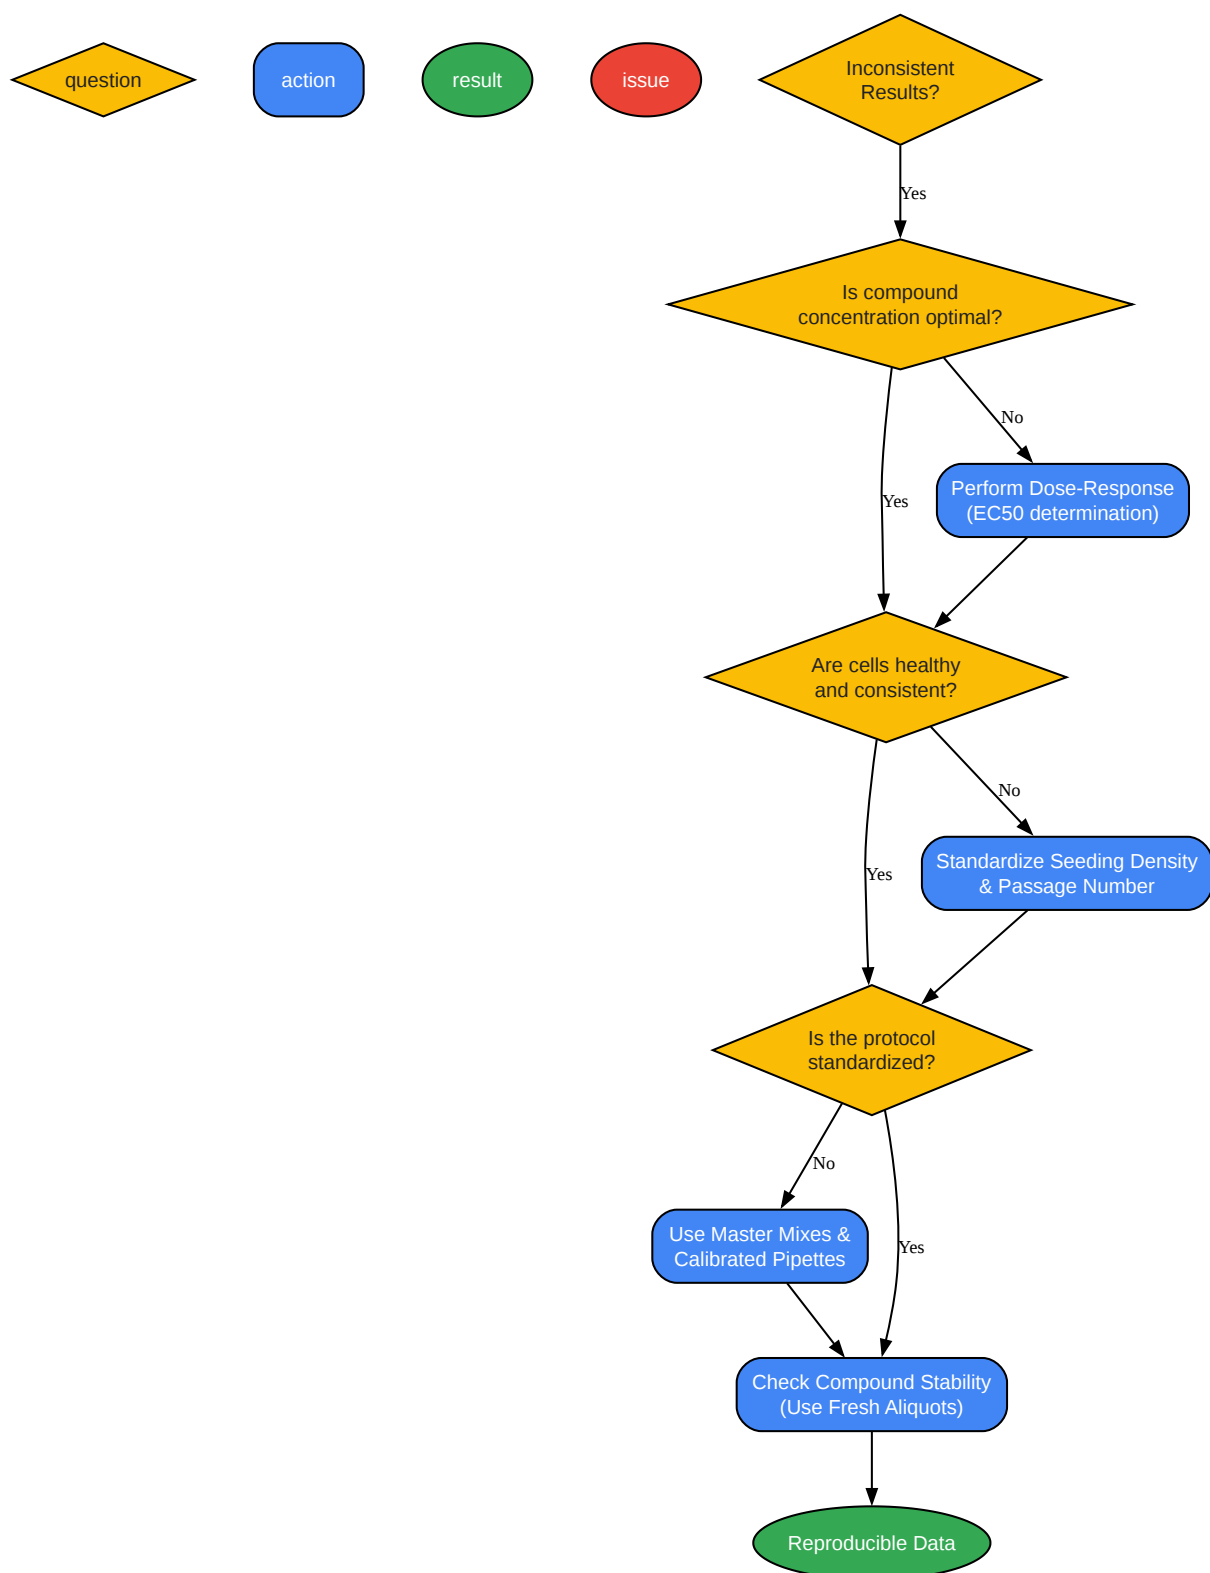 question
action
result
issue
Inconsistent
Results?
Yes
Is compound
concentration optimal?
No
Yes
Perform Dose-Response
(EC50 determination)
Are cells healthy
and consistent?
No
Yes
Standardize Seeding Density
& Passage Number
Is the protocol
standardized?
No
Yes
Use Master Mixes &
Calibrated Pipettes
Check Compound Stability
(Use Fresh Aliquots)
Reproducible Data